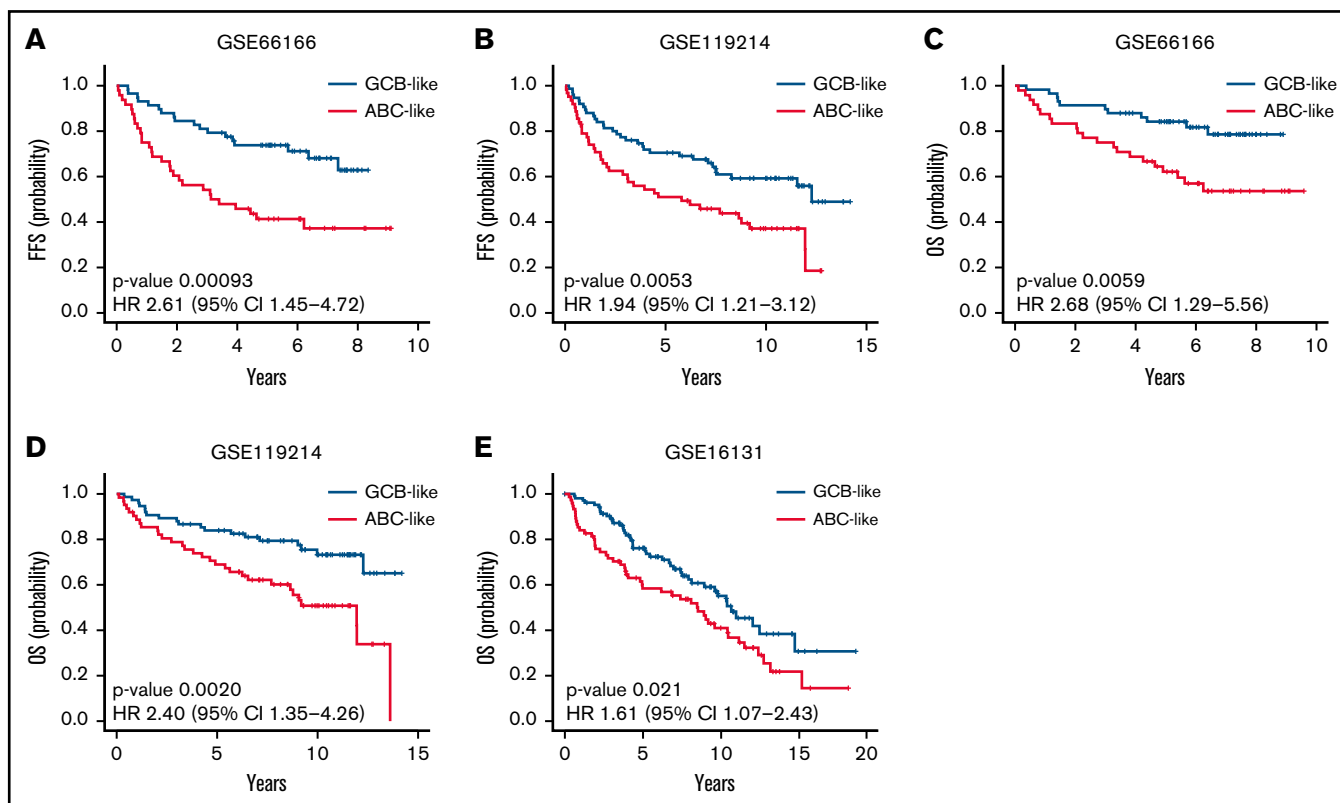 A
GSE66166
GCB-like
ABC-like
1.0
0.8
0.6
0.4
0.2
0.0
FFS (probability)
p-value 0.00093
HR 2.61 (95% CI 1.45–4.72)
0 2 4 6 8 10
Years
B
GSE119214
GCB-like
ABC-like
1.0
0.8
0.6
0.4
0.2
0.0
FFS (probability)
p-value 0.0053
HR 1.94 (95% CI 1.21–3.12)
0 5 10 15
Years
C
GSE66166
GCB-like
ABC-like
1.0
0.8
0.6
0.4
0.2
0.0
OS (probability)
p-value 0.0059
HR 2.68 (95% CI 1.29–5.56)
0 2 4 6 8 10
Years
D
GSE119214
GCB-like
ABC-like
1.0
0.8
0.6
0.4
0.2
0.0
OS (probability)
p-value 0.0020
HR 2.40 (95% CI 1.35–4.26)
0 5 10 15
Years
E
GSE16131
GCB-like
ABC-like
1.0
0.8
0.6
0.4
0.2
0.0
OS (probability)
p-value 0.021
HR 1.61 (95% CI 1.07–2.43)
0 5 10 15 20
Years